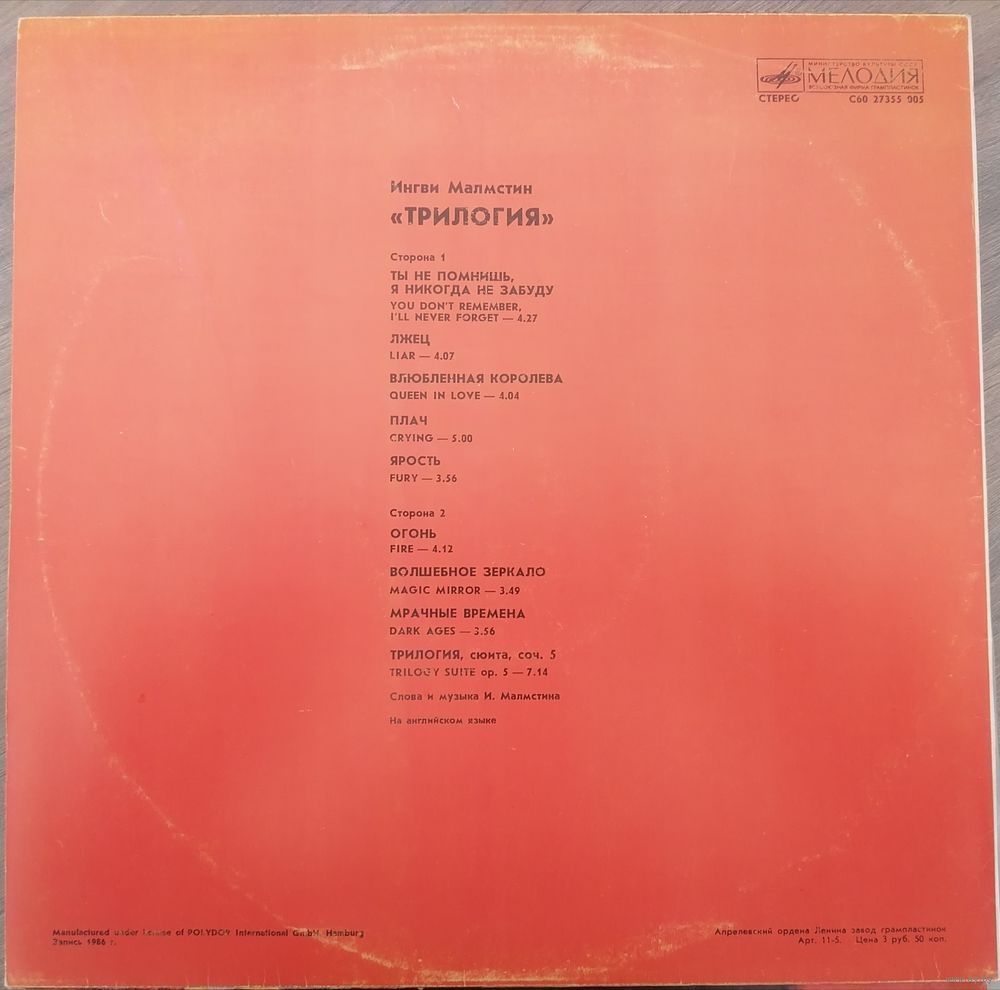 МИНИСТЕРСТВО КУЛЬТУРЫ СССР
МЕЛОДИЯ
ВСЕСОЮЗНАЯ ФИРМА ГРАМПЛАСТИНОК
СТЕРЕО С60 27355 005
Ингви Малмстин
«ТРИЛОГИЯ»
Сторона 1
ТЫ НЕ ПОМНИШЬ,
Я НИКОГДА НЕ ЗАБУДУ
YOU DON'T REMEMBER,
I'LL NEVER FORGET — 4.27
ЛЖЕЦ
LIAR — 4.07
ВЛЮБЛЕННАЯ КОРОЛЕВА
QUEEN IN LOVE — 4.04
ПЛАЧ
CRYING — 5.00
ЯРОСТЬ
FURY — 3.56
Сторона 2
ОГОНЬ
FIRE — 4.12
ВОЛШЕБНОЕ ЗЕРКАЛО
MAGIC MIRROR — 3.49
МРАЧНЫЕ ВРЕМЕНА
DARK AGES — 3.56
ТРИЛОГИЯ, сюита, соч. 5
TRILOGY SUITE op. 5 — 7.14
Слова и музыка И. Малмстина
На английском языке
Manufactured under license of POLYDOR International GmbH, Hamburg
Запись 1986 г.
Апрелевский ордена Ленина завод грампластинок
Арт. 11-5. Цена 3 руб. 50 коп.